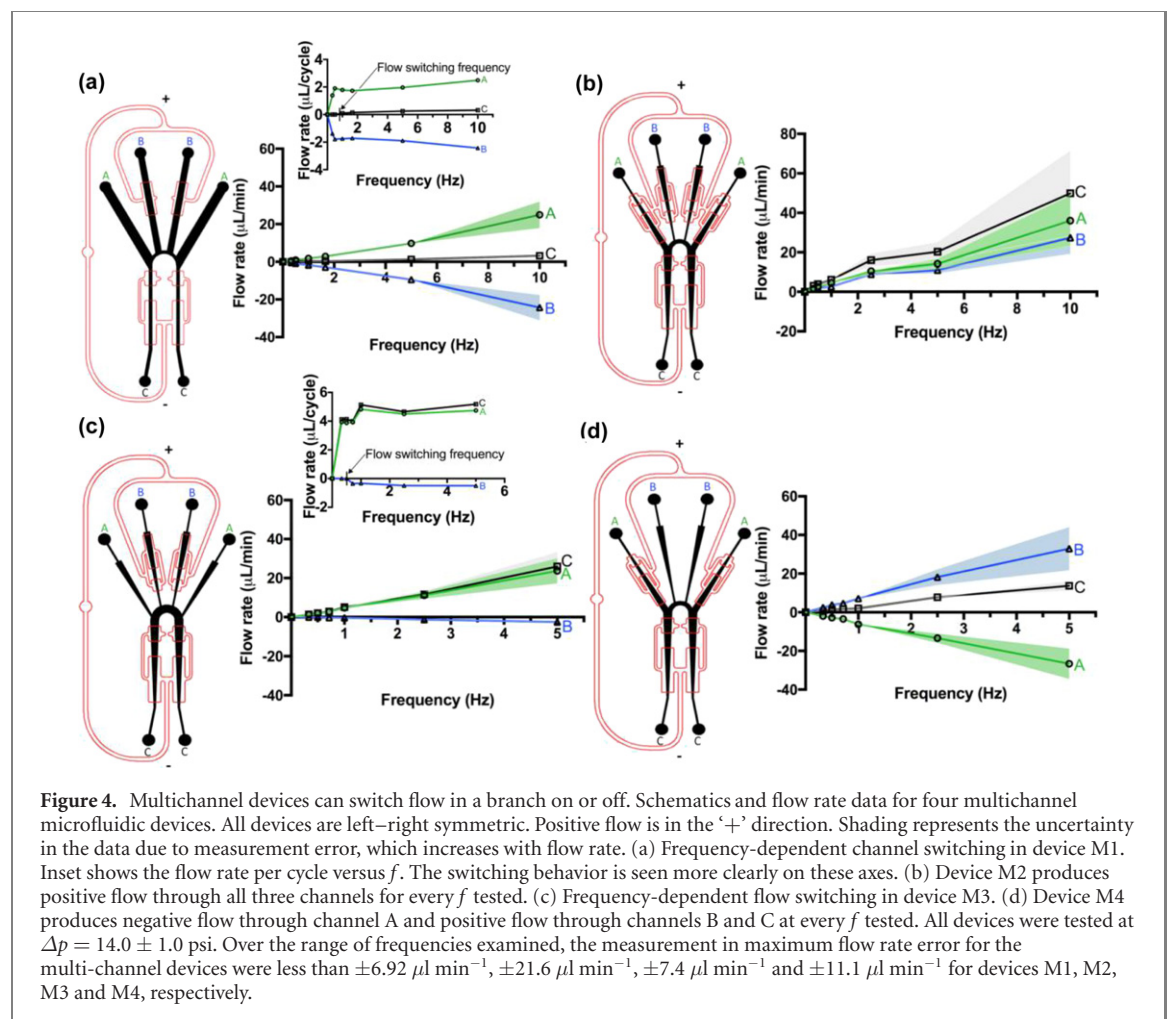 (a)
+
B
B
A
A
C
C
-
4
2
0
-2
-4
Flow rate (μL/cycle)
Flow switching frequency
A
C
B
2
4
6
8
10
Frequency (Hz)
60
40
20
0
-20
-40
Flow rate (μL/min)
A
C
B
2
4
6
8
10
Frequency (Hz)
(b)
+
B
B
A
A
C
C
-
80
60
40
20
0
-20
Flow rate (μL/min)
C
A
B
2
4
6
8
10
Frequency (Hz)
(c)
+
B
B
A
A
C
C
-
6
4
2
0
-2
Flow rate (μL/cycle)
C
A
Flow switching frequency
B
2
4
6
Frequency (Hz)
60
40
20
0
-20
-40
Flow rate (μL/min)
C
A
B
1
2
3
4
5
Frequency (Hz)
(d)
+
B
B
A
A
C
C
-
60
40
20
0
-20
-40
Flow rate (μL/min)
B
C
A
1
2
3
4
5
Frequency (Hz)
Figure 4. Multichannel devices can switch flow in a branch on or off. Schematics and flow rate data for four multichannel
microfluidic devices. All devices are left–right symmetric. Positive flow is in the ‘+’ direction. Shading represents the uncertainty
in the data due to measurement error, which increases with flow rate. (a) Frequency-dependent channel switching in device M1.
Inset shows the flow rate per cycle versus f. The switching behavior is seen more clearly on these axes. (b) Device M2 produces
positive flow through all three channels for every f tested. (c) Frequency-dependent flow switching in device M3. (d) Device M4
produces negative flow through channel A and positive flow through channels B and C at every f tested. All devices were tested at
Δp = 14.0 ± 1.0 psi. Over the range of frequencies examined, the measurement in maximum flow rate error for the
multi-channel devices were less than ±6.92 μl min⁻¹, ±21.6 μl min⁻¹, ±7.4 μl min⁻¹ and ±11.1 μl min⁻¹ for devices M1, M2,
M3 and M4, respectively.